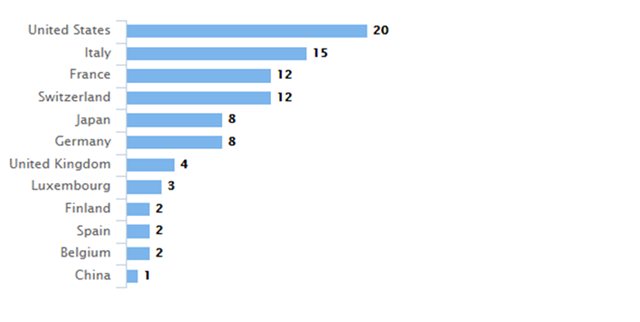 United States 20
Italy 15
France 12
Switzerland 12
Japan 8
Germany 8
United Kingdom 4
Luxembourg 3
Finland 2
Spain 2
Belgium 2
China 1